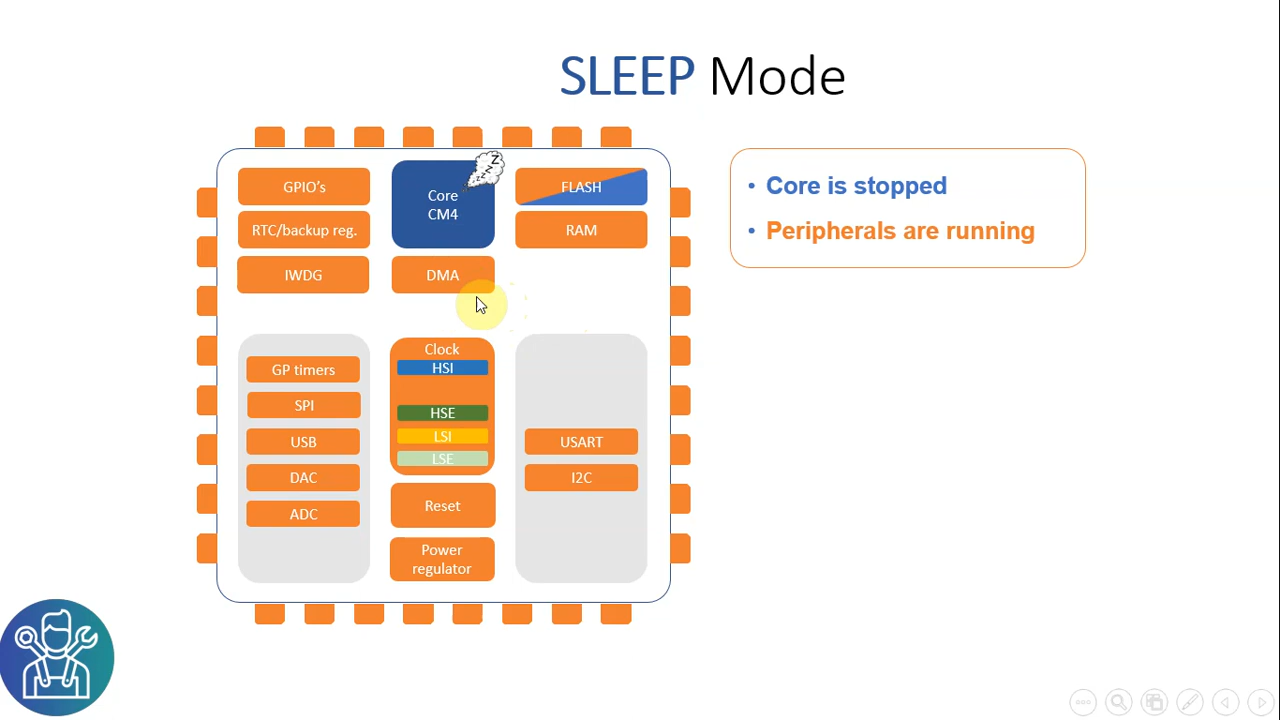 SLEEP Mode
GPIO's
Core
CM4
z
z
z
z
FLASH
RTC/backup reg.
RAM
IWDG
DMA
• Core is stopped
• Peripherals are running
GP timers
SPI
USB
DAC
ADC
Clock
HSI
HSE
LSI
LSE
Reset
Power
regulator
USART
I2C